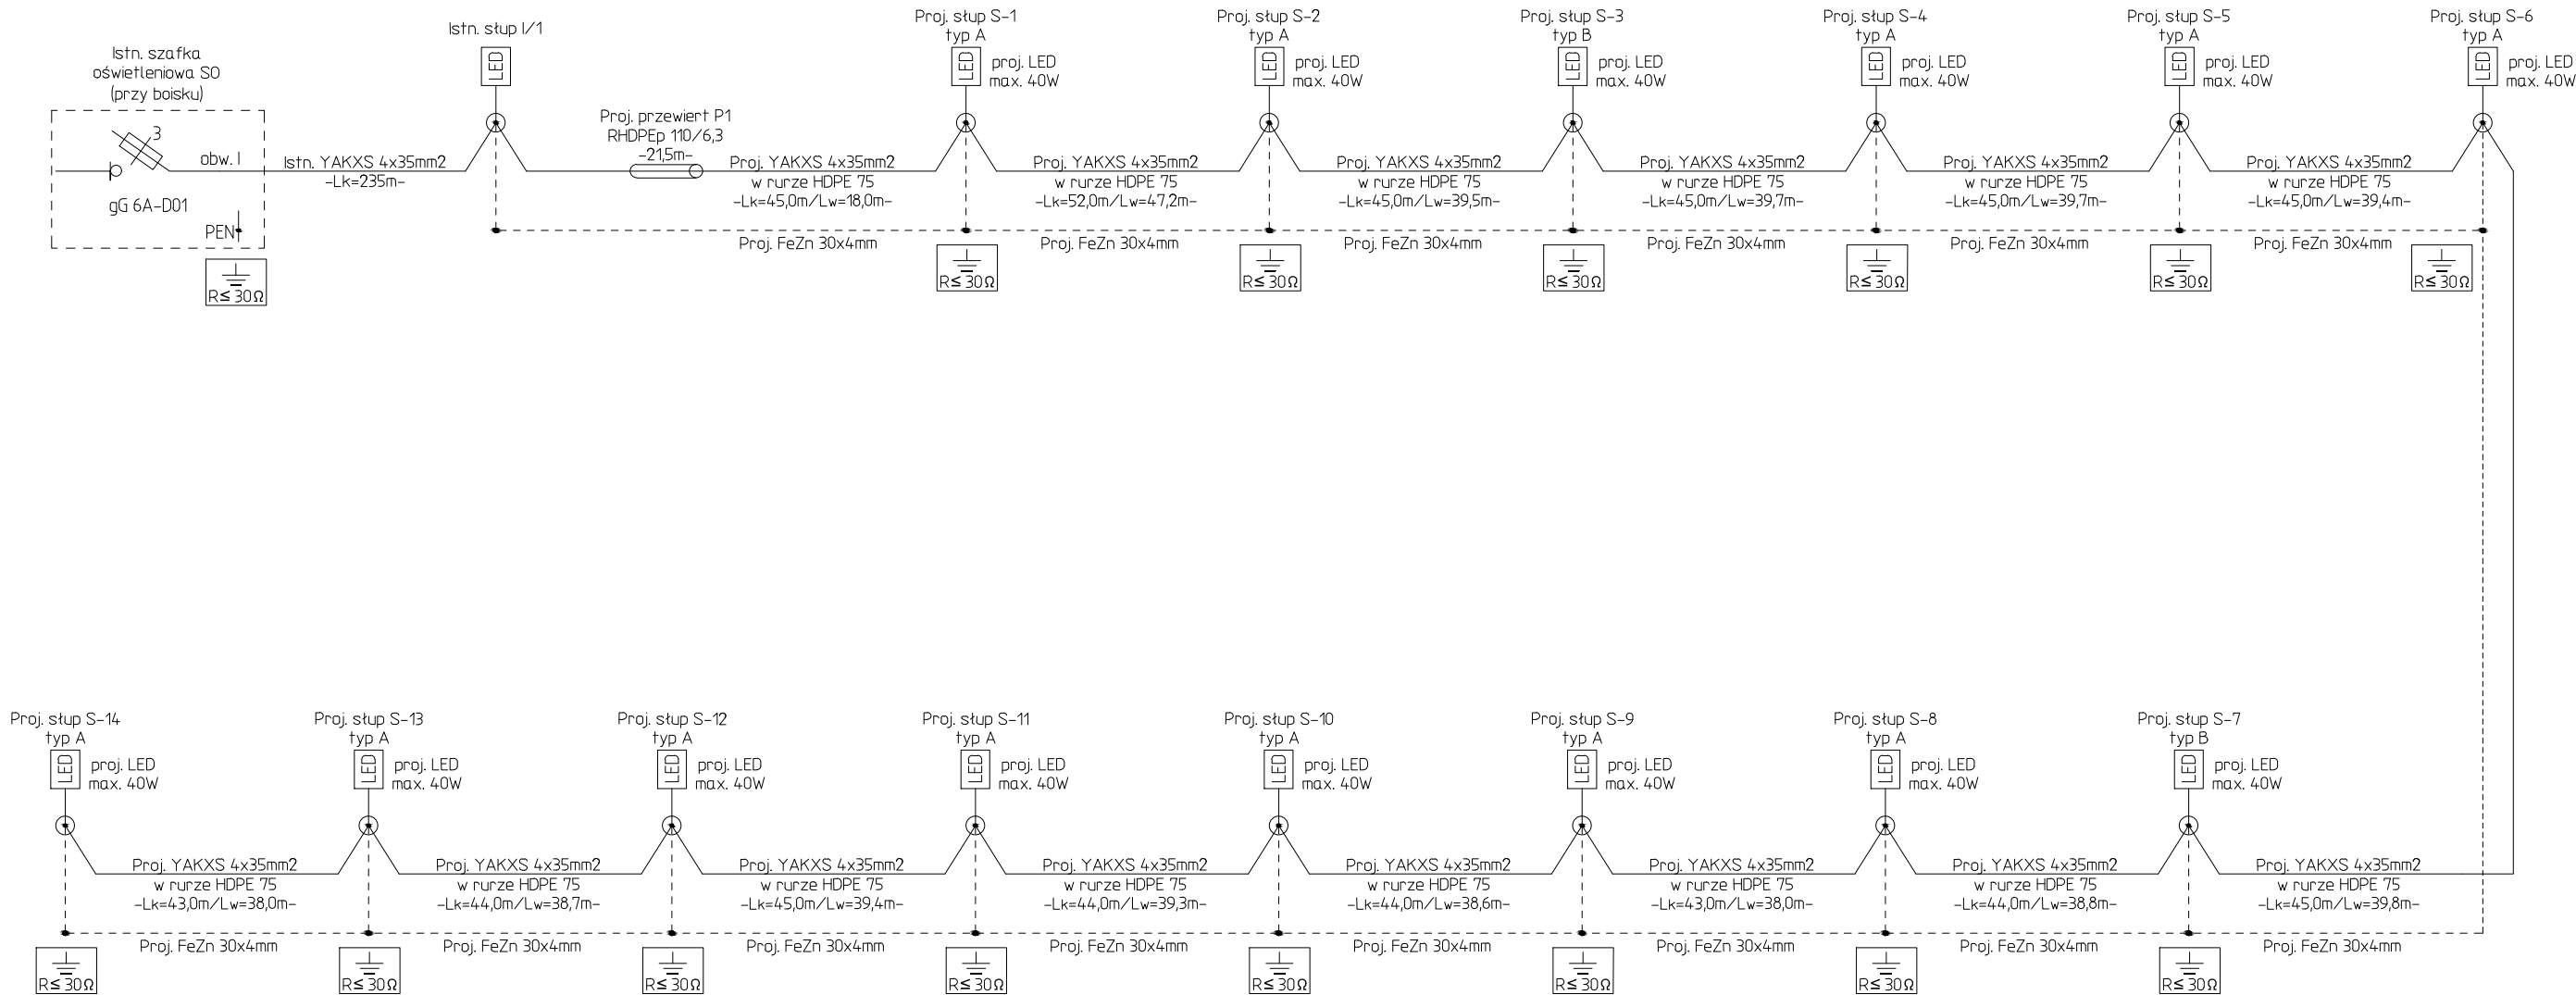 Istn. szafka
oświetleniowa SO
(przy boisku)
3
obw. I
gG 6A-D01
PEN
R≤30Ω
Istn. YAKXS 4x35mm2
-Lk=235m-
Istn. słup I/1
LED
Proj. przewiert P1
RHDPEp 110/6,3
-21,5m-
Proj. YAKXS 4x35mm2
w rurze HDPE 75
-Lk=45,0m/Lw=18,0m-
Proj. FeZn 30x4mm
Proj. słup S-1
typ A
LED
proj. LED
max. 40W
R≤30Ω
Proj. YAKXS 4x35mm2
w rurze HDPE 75
-Lk=52,0m/Lw=47,2m-
Proj. FeZn 30x4mm
Proj. słup S-2
typ A
LED
proj. LED
max. 40W
R≤30Ω
Proj. YAKXS 4x35mm2
w rurze HDPE 75
-Lk=45,0m/Lw=39,5m-
Proj. FeZn 30x4mm
Proj. słup S-3
typ B
LED
proj. LED
max. 40W
R≤30Ω
Proj. YAKXS 4x35mm2
w rurze HDPE 75
-Lk=45,0m/Lw=39,7m-
Proj. FeZn 30x4mm
Proj. słup S-4
typ A
LED
proj. LED
max. 40W
R≤30Ω
Proj. YAKXS 4x35mm2
w rurze HDPE 75
-Lk=45,0m/Lw=39,7m-
Proj. FeZn 30x4mm
Proj. słup S-5
typ A
LED
proj. LED
max. 40W
R≤30Ω
Proj. YAKXS 4x35mm2
w rurze HDPE 75
-Lk=45,0m/Lw=39,4m-
Proj. FeZn 30x4mm
Proj. słup S-6
typ A
LED
proj. LED
max. 40W
R≤30Ω
Proj. słup S-14
typ A
LED
proj. LED
max. 40W
R≤30Ω
Proj. YAKXS 4x35mm2
w rurze HDPE 75
-Lk=43,0m/Lw=38,0m-
Proj. FeZn 30x4mm
Proj. słup S-13
typ A
LED
proj. LED
max. 40W
R≤30Ω
Proj. YAKXS 4x35mm2
w rurze HDPE 75
-Lk=44,0m/Lw=38,7m-
Proj. FeZn 30x4mm
Proj. słup S-12
typ A
LED
proj. LED
max. 40W
R≤30Ω
Proj. YAKXS 4x35mm2
w rurze HDPE 75
-Lk=45,0m/Lw=39,4m-
Proj. FeZn 30x4mm
Proj. słup S-11
typ A
LED
proj. LED
max. 40W
R≤30Ω
Proj. YAKXS 4x35mm2
w rurze HDPE 75
-Lk=44,0m/Lw=39,3m-
Proj. FeZn 30x4mm
Proj. słup S-10
typ A
LED
proj. LED
max. 40W
R≤30Ω
Proj. YAKXS 4x35mm2
w rurze HDPE 75
-Lk=44,0m/Lw=38,6m-
Proj. FeZn 30x4mm
Proj. słup S-9
typ A
LED
proj. LED
max. 40W
R≤30Ω
Proj. YAKXS 4x35mm2
w rurze HDPE 75
-Lk=43,0m/Lw=38,0m-
Proj. FeZn 30x4mm
Proj. słup S-8
typ A
LED
proj. LED
max. 40W
R≤30Ω
Proj. YAKXS 4x35mm2
w rurze HDPE 75
-Lk=44,0m/Lw=38,8m-
Proj. FeZn 30x4mm
Proj. słup S-7
typ B
LED
proj. LED
max. 40W
R≤30Ω
Proj. YAKXS 4x35mm2
w rurze HDPE 75
-Lk=45,0m/Lw=39,8m-
Proj. FeZn 30x4mm